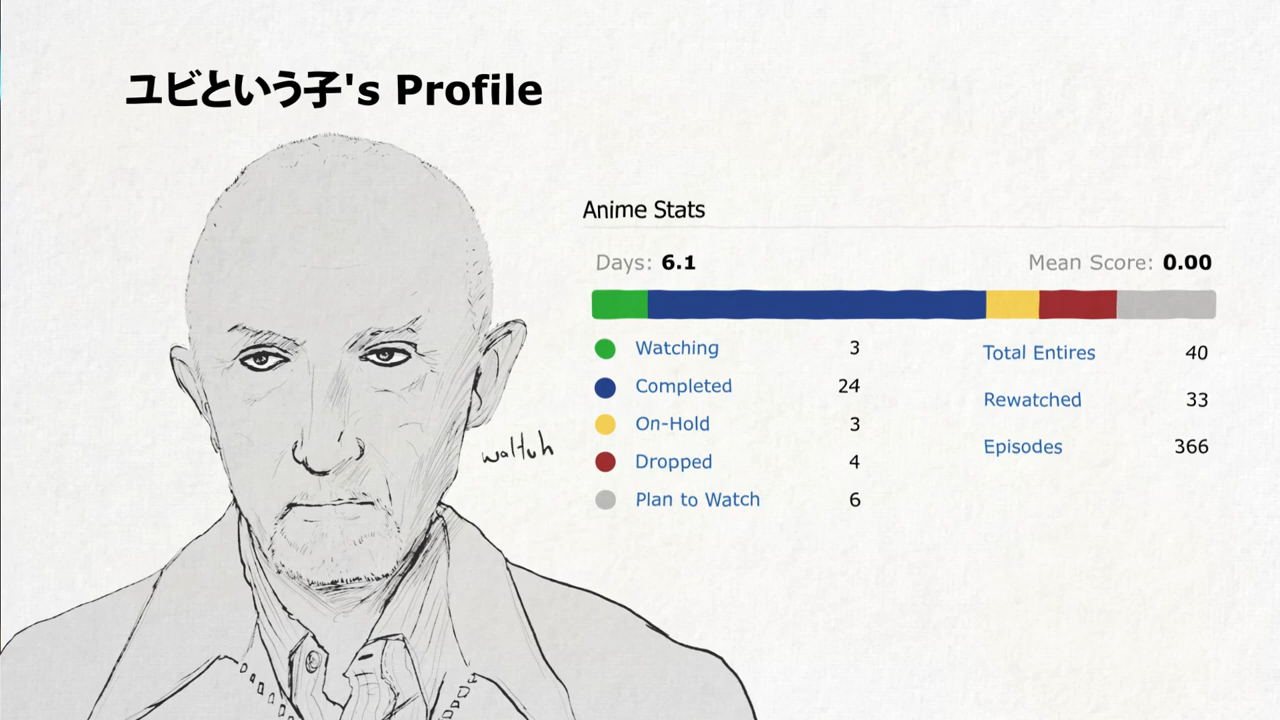 ユビという子's Profile
Anime Stats
Days: 6.1
Mean Score: 0.00
Watching 3
Completed 24
On-Hold 3
Dropped 4
Plan to Watch 6
Total Entires 40
Rewatched 33
Episodes 366
waltuh